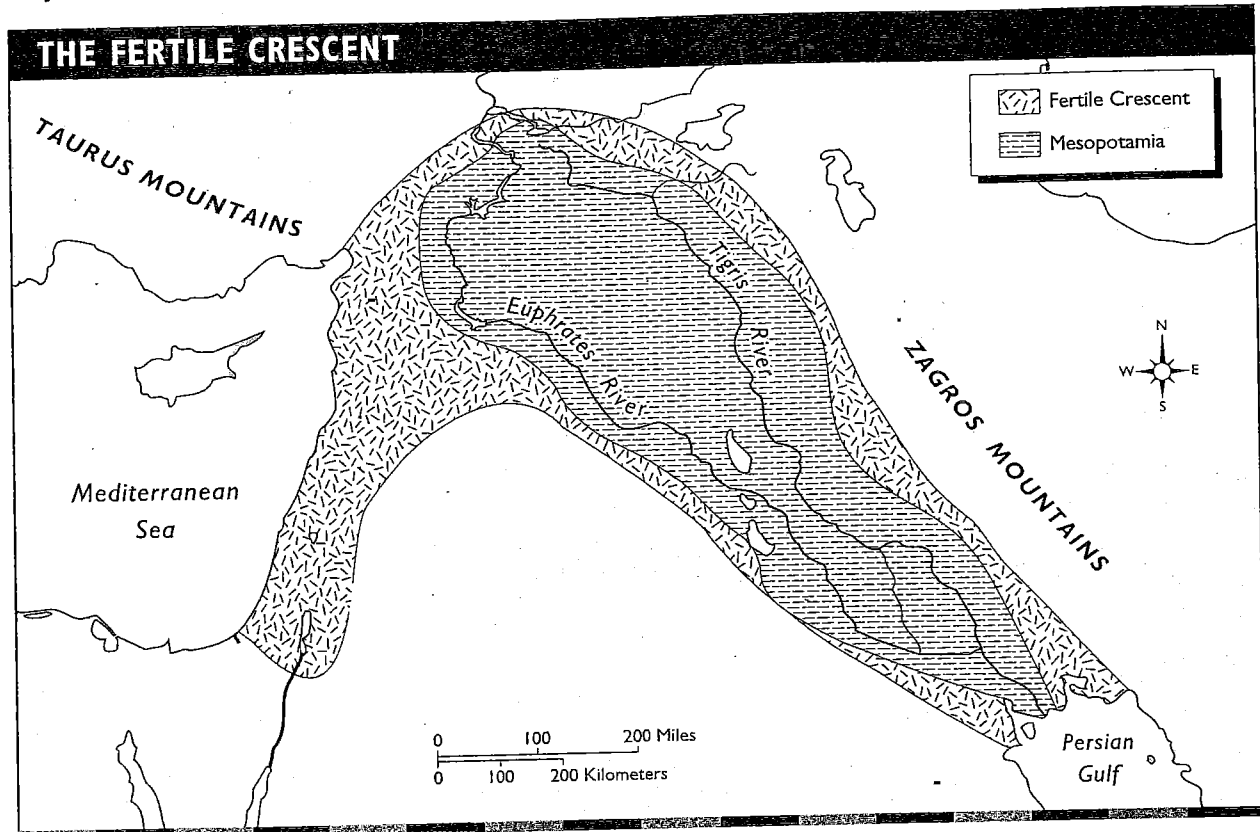 THE FERTILE CRESCENT
Fertile Crescent
Mesopotamia
TAURUS MOUNTAINS
Tigris River
Euphrates River
ZAGROS MOUNTAINS
N
W E
S
Mediterranean
Sea
0 100 200 Miles
0 100 200 Kilometers
Persian
Gulf